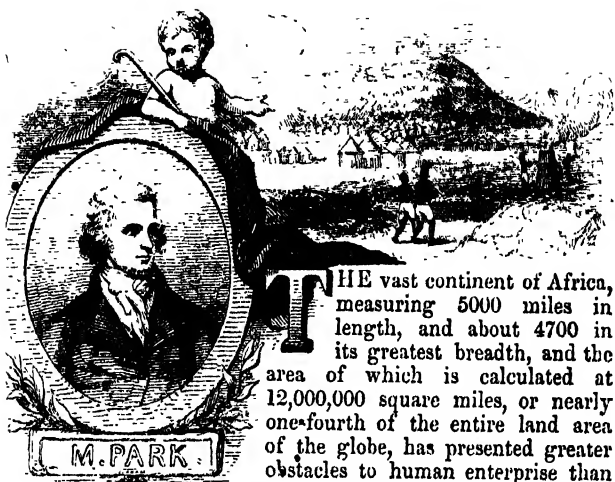 THE vast continent of Africa,
measuring 5000 miles in
length, and about 4700 in
its greatest breadth, and the
area of which is calculated at
12,000,000 square miles, or nearly
one-fourth of the entire land area
of the globe, has presented greater
obstacles to human enterprise than
M. PARK